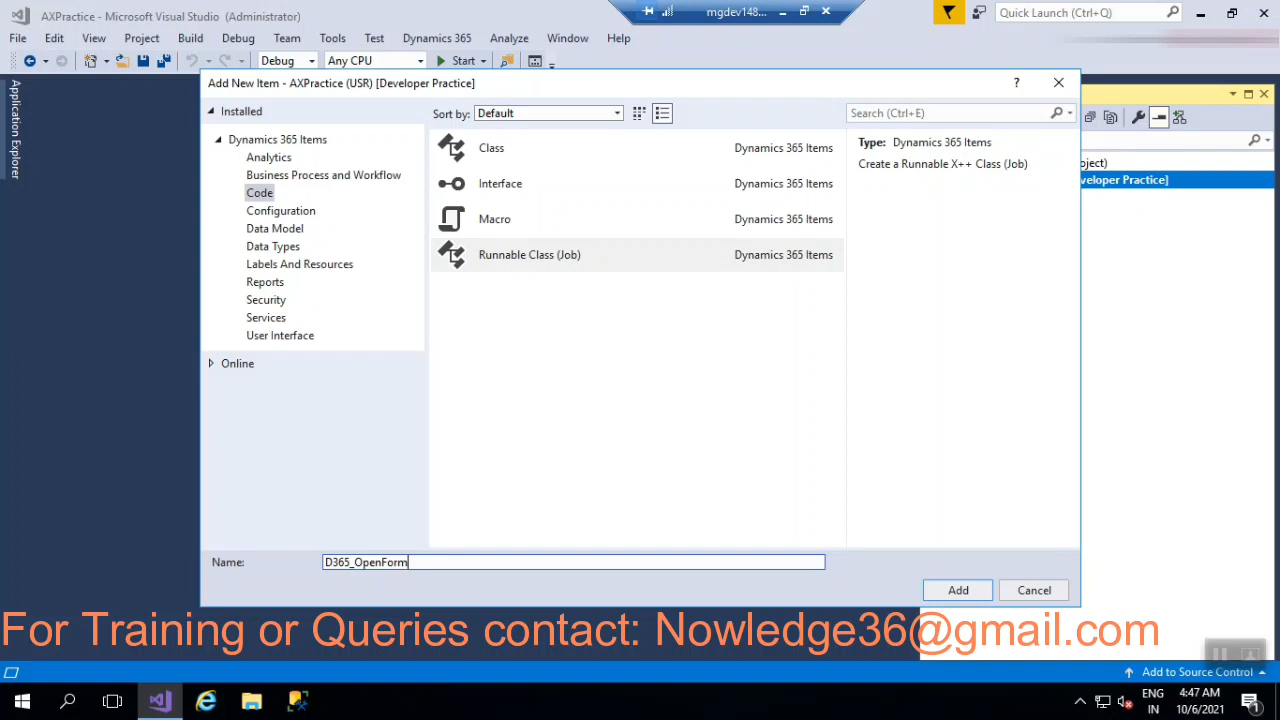 AXPractice - Microsoft Visual Studio (Administrator)
mgdev148...
Quick Launch (Ctrl+Q)
File Edit View Project Build Debug Team Tools Test Dynamics 365 Analyze Window Help
Debug Any CPU Start
Application Explorer
Add New Item - AXPractice (USR) [Developer Practice]
?
Installed
Sort by: Default
Search (Ctrl+E)
Dynamics 365 Items
Analytics
Business Process and Workflow
Code
Configuration
Data Model
Data Types
Labels And Resources
Reports
Security
Services
User Interface
Online
Class Dynamics 365 Items
Interface Dynamics 365 Items
Macro Dynamics 365 Items
Runnable Class (Job) Dynamics 365 Items
Type: Dynamics 365 Items
Create a Runnable X++ Class (Job)
oject)
veloper Practice]
Name: D365_OpenForm
Add Cancel
For Training or Queries contact: Nowledge36@gmail.com
Add to Source Control
ENG
IN
4:47 AM
10/6/2021
1